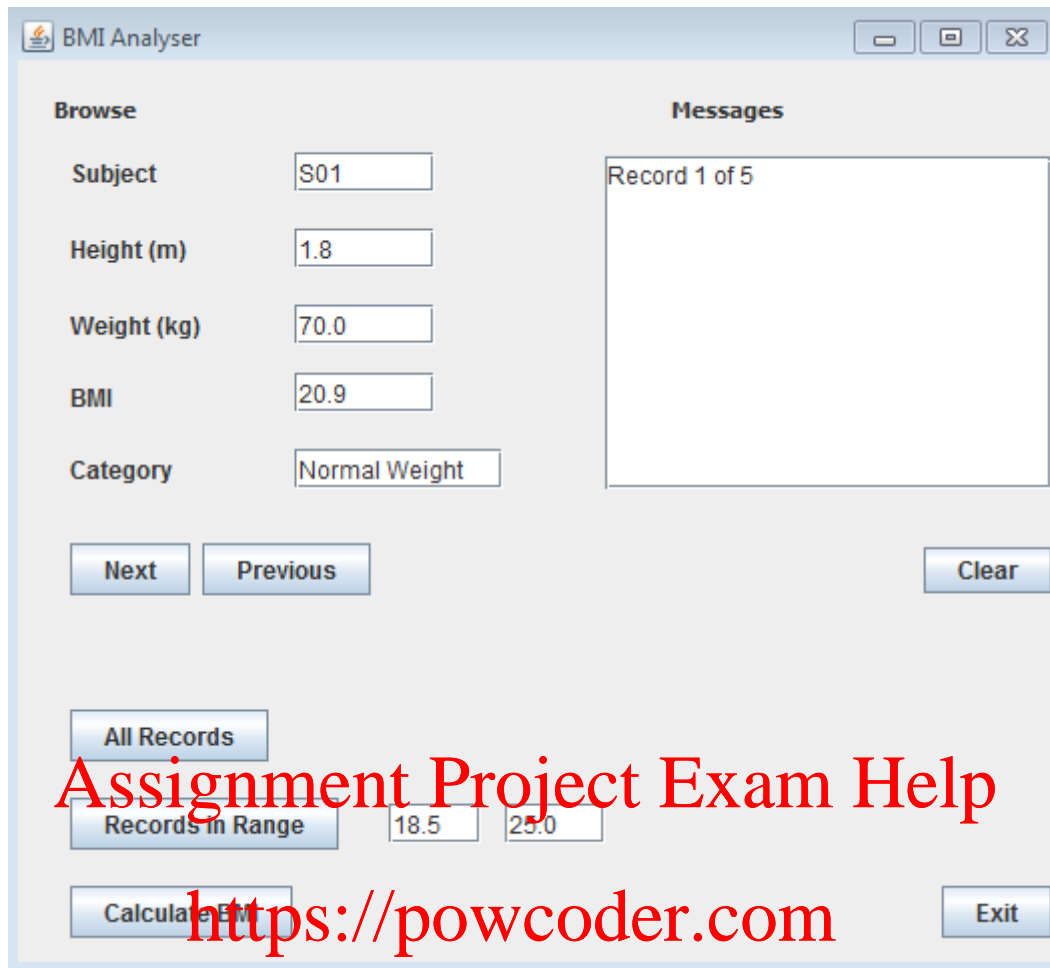 BMI Analyser
Browse
Messages
Subject
S01
Record 1 of 5
Height (m)
1.8
Weight (kg)
70.0
BMI
20.9
Category
Normal Weight
Next
Previous
Clear
All Records
Assignment Project Exam Help
Records in Range
18.5
25.0
Calculate BMI
https://powcoder.com
Exit